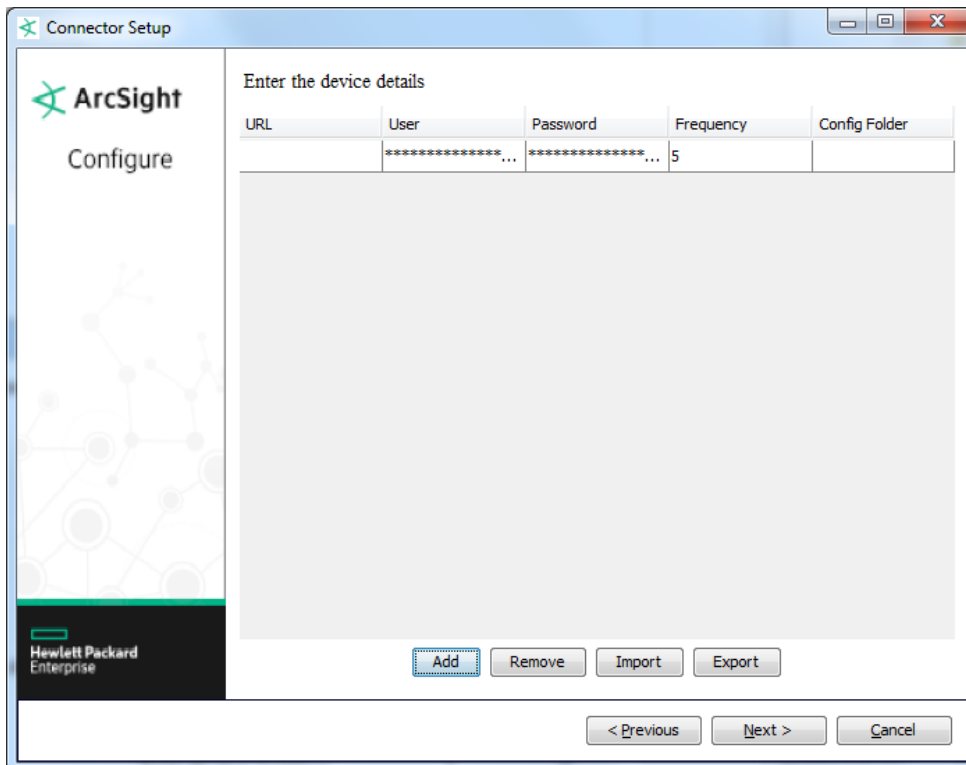 Connector Setup
ArcSight
Configure
Enter the device details
URL User Password Frequency Config Folder
**************... **************... 5
Add Remove Import Export
Hewlett Packard
Enterprise
< Previous Next > Cancel